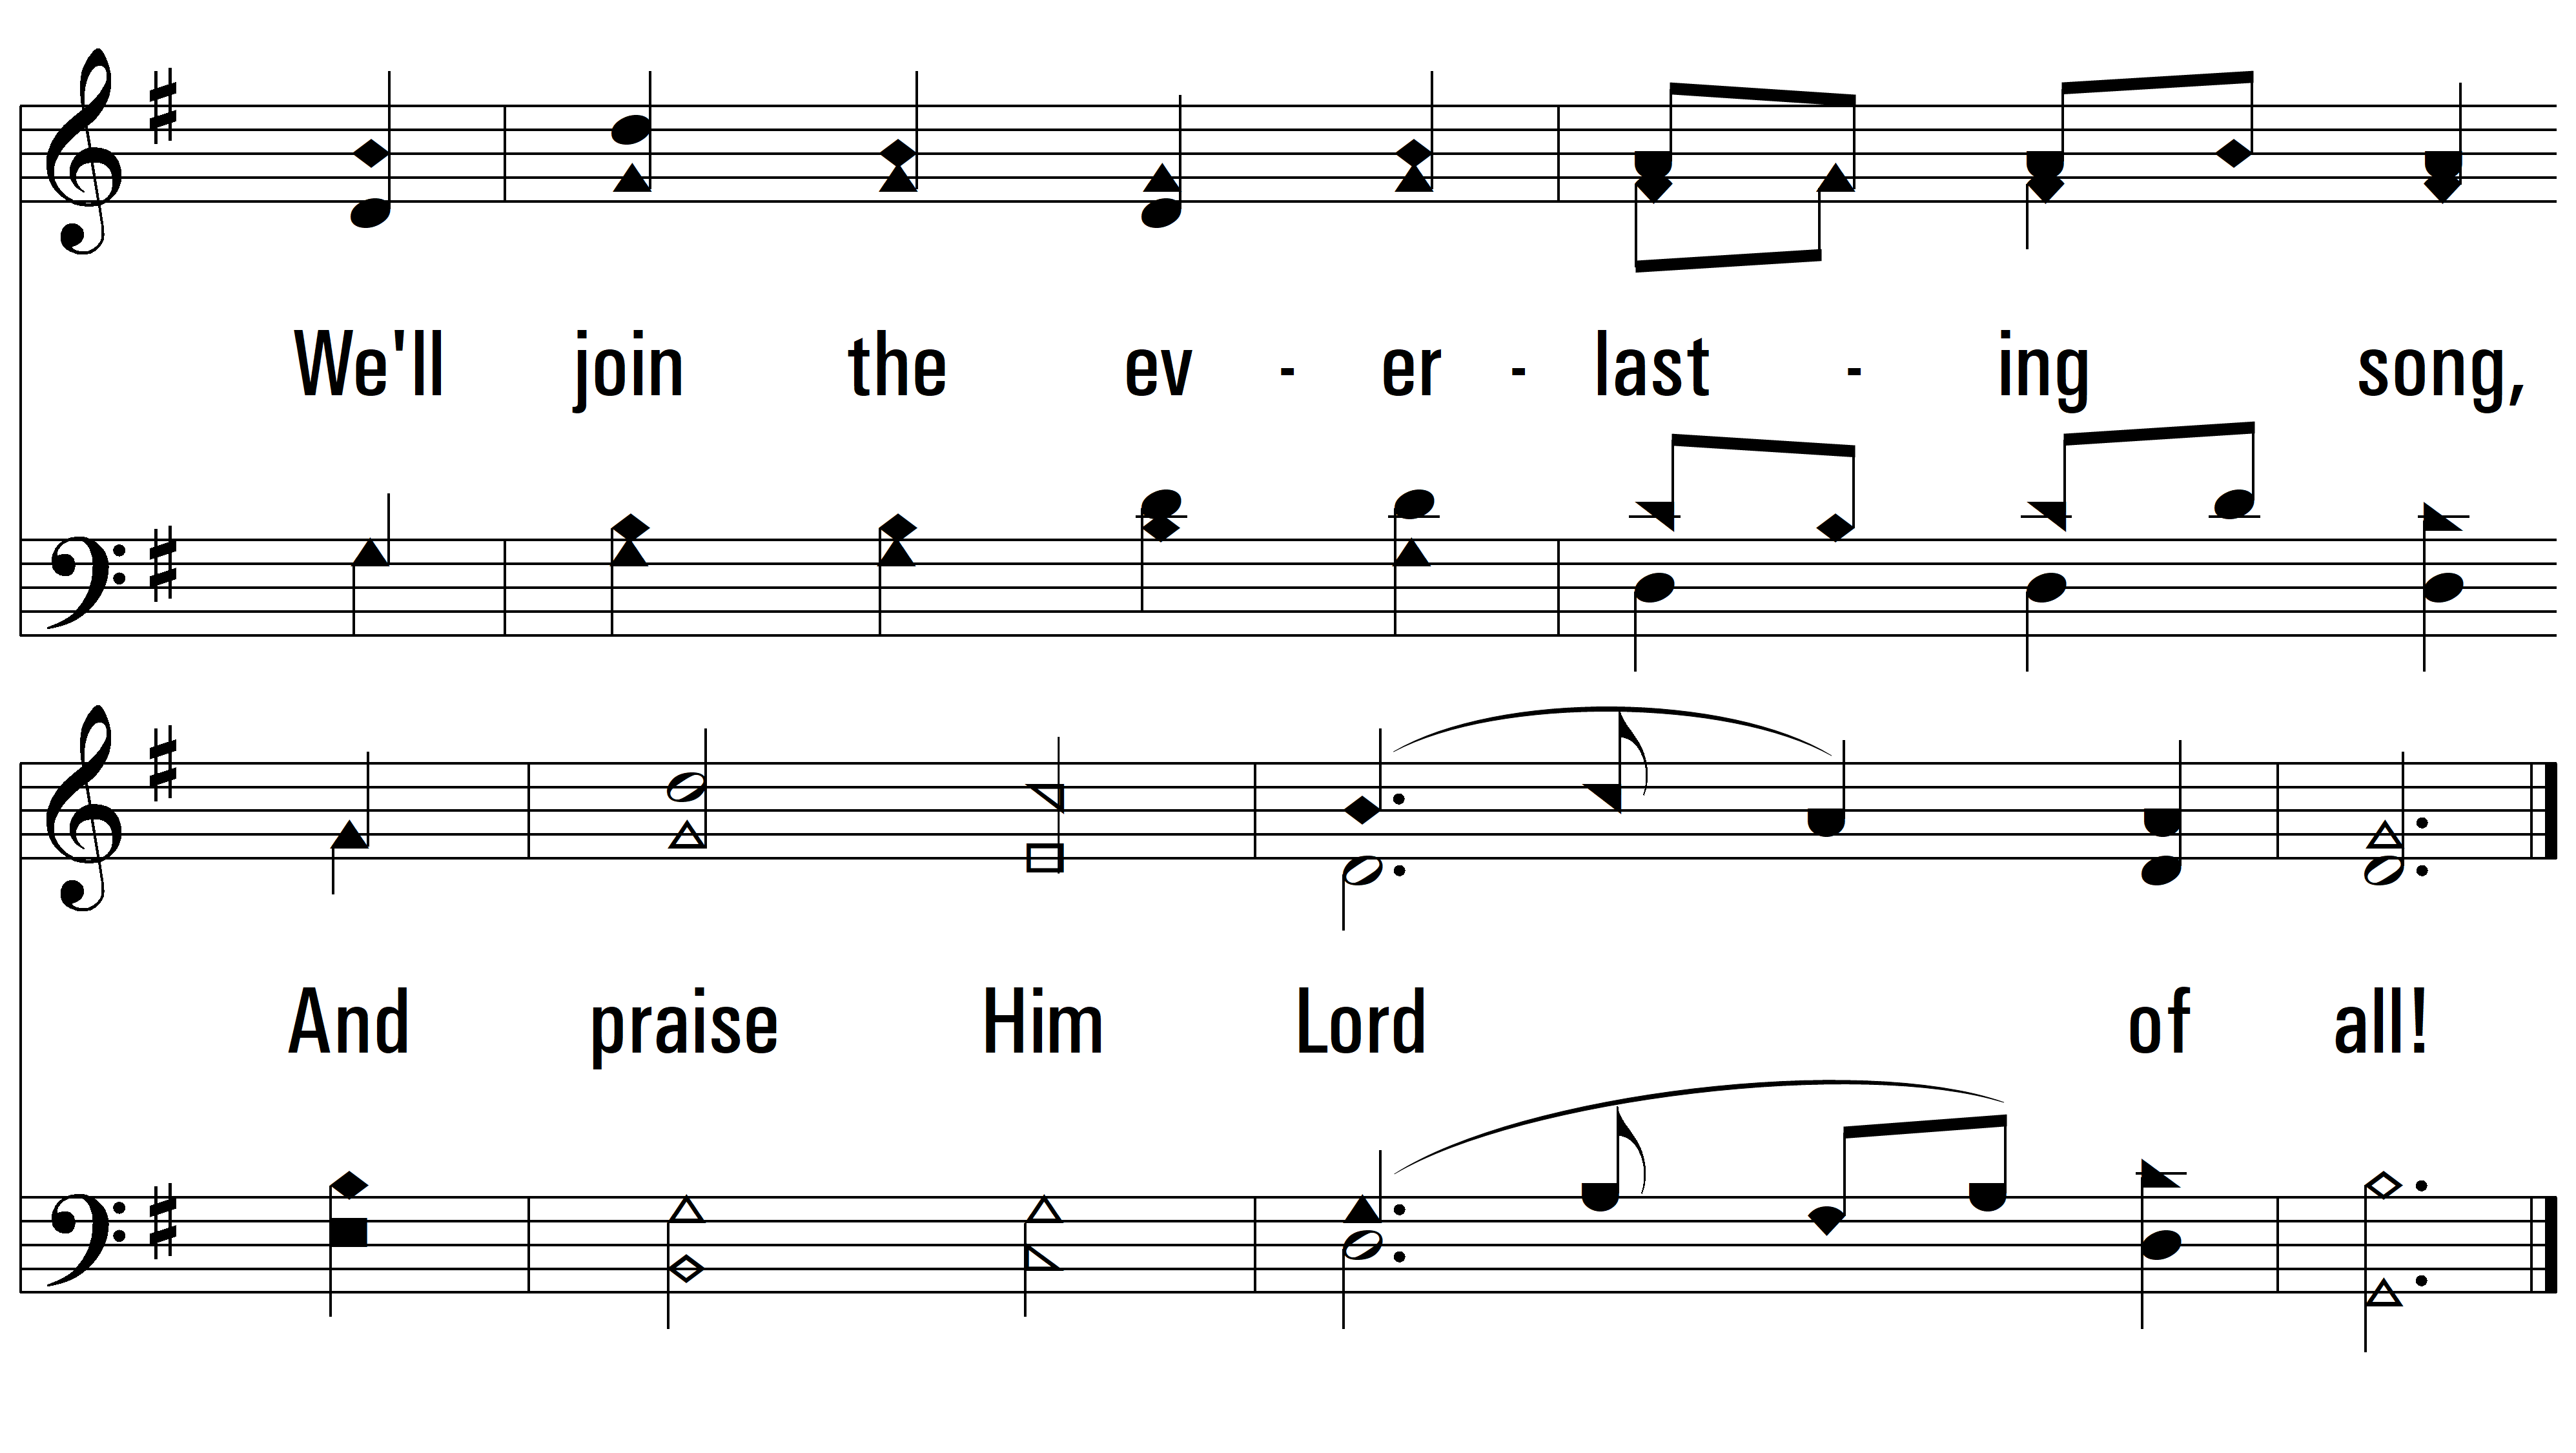 We'll join the ev - er - last - ing song,
And praise Him Lord of all!